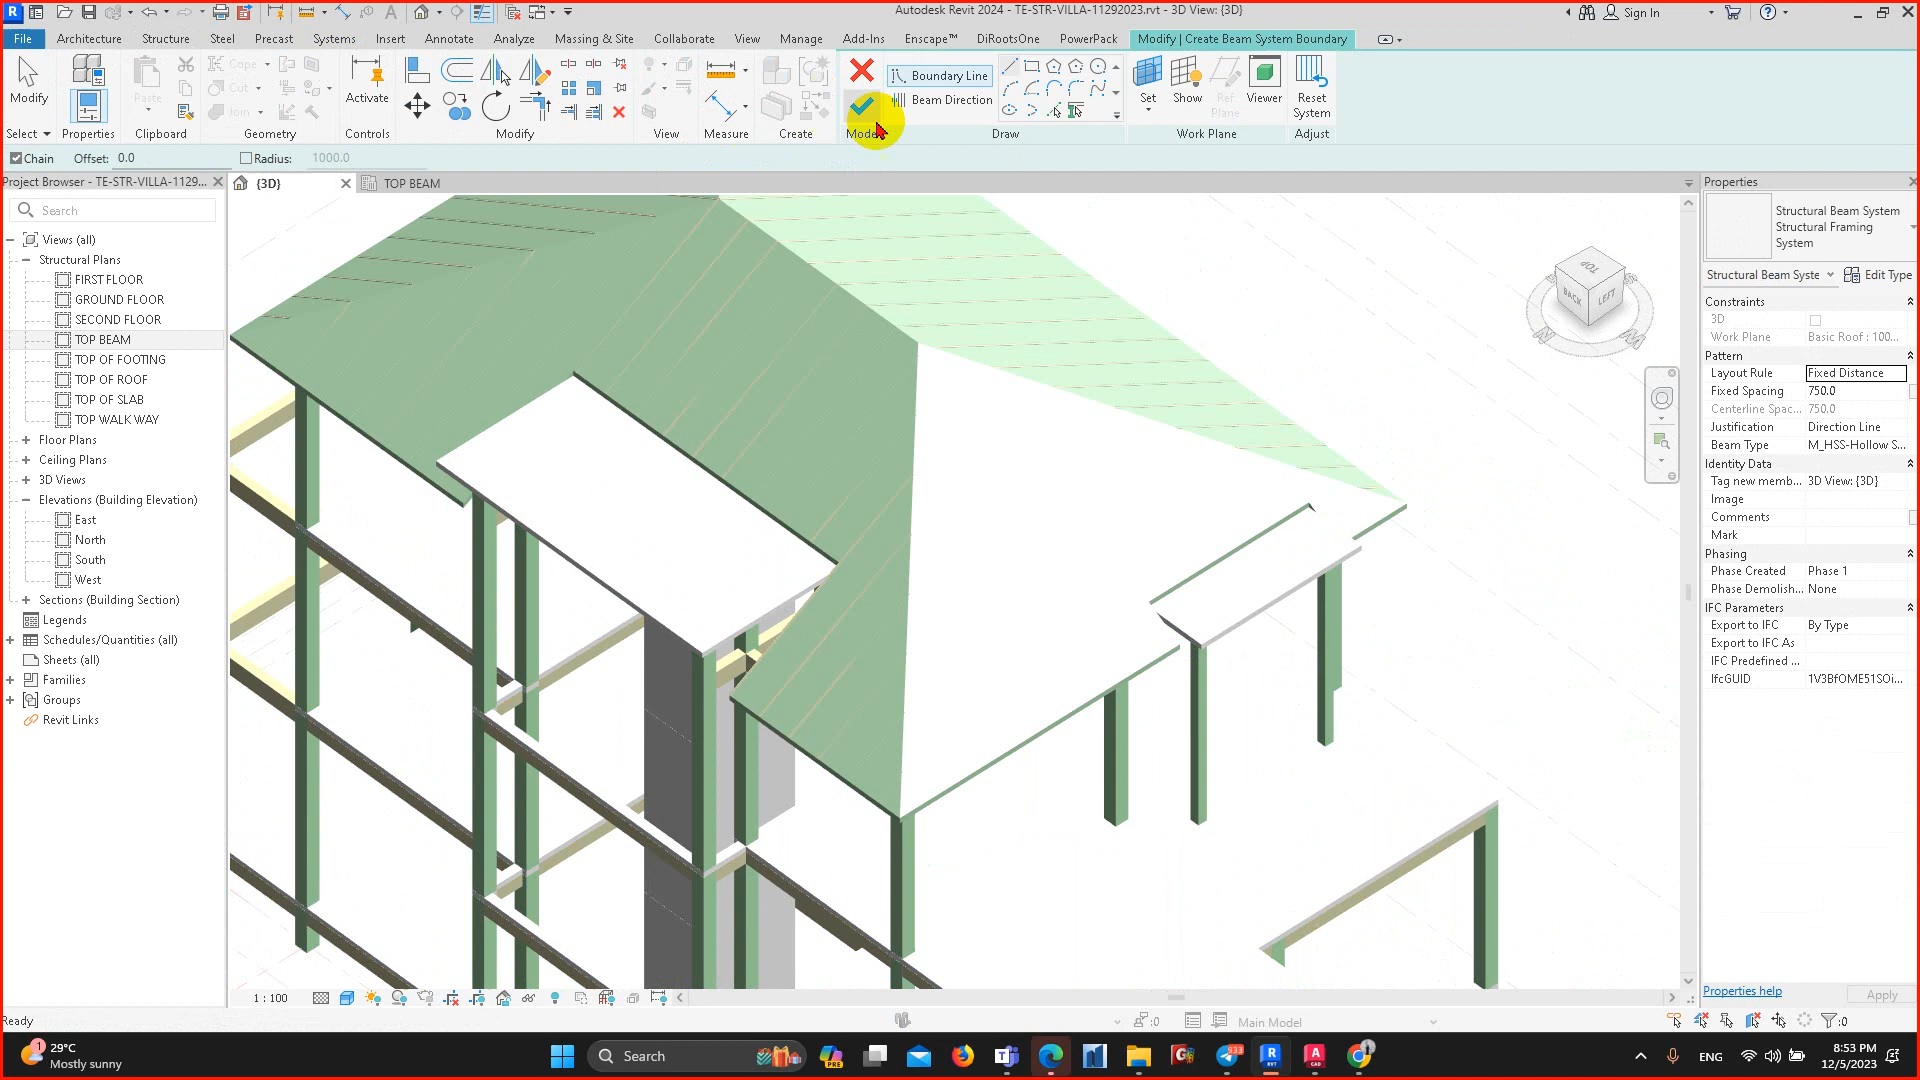 Autodesk Revit 2024 - TE-STR-VILLA-11292023.rvt - 3D View: {3D}
Sign In
File Architecture Structure Steel Precast Systems Insert Annotate Analyze Massing & Site Collaborate View Manage Add-Ins Enscape™ DiRootsOne PowerPack Modify | Create Beam System Boundary
Modify
Paste
Cope
Cut
Join
Activate
Boundary Line
Beam Direction
Set
Show
Ref Plane
Viewer
Reset System
Select Properties Geometry Controls Modify View Measure Create Mode Draw Work Plane Adjust
Chain Offset: 0.0 Radius: 1000.0
Project Browser - TE-STR-VILLA-1129...
Search
Views (all)
Structural Plans
FIRST FLOOR
GROUND FLOOR
SECOND FLOOR
TOP BEAM
TOP OF FOOTING
TOP OF ROOF
TOP OF SLAB
TOP WALK WAY
Floor Plans
Ceiling Plans
3D Views
Elevations (Building Elevation)
East
North
South
West
Sections (Building Section)
Legends
Schedules/Quantities (all)
Sheets (all)
Families
Groups
Revit Links
{3D}
TOP BEAM
TOP
BACK
LEFT
Properties
Structural Beam System
Structural Framing
System
Structural Beam Syste
Edit Type
Constraints
3D
Work Plane Basic Roof : 100...
Pattern
Layout Rule Fixed Distance
Fixed Spacing 750.0
Centerline Spac... 750.0
Justification Direction Line
Beam Type M_HSS-Hollow S...
Identity Data
Tag new memb... 3D View: {3D}
Image
Comments
Mark
Phasing
Phase Created Phase 1
Phase Demolish... None
IFC Parameters
Export to IFC By Type
Export to IFC As
IFC Predefined ...
IfcGUID 1V3BfOME51SOi...
Properties help
Apply
1 : 100
Ready
:0
Main Model
:0
1
29°C
Mostly sunny
Search
PRE
933
ENG
8:53 PM
12/5/2023